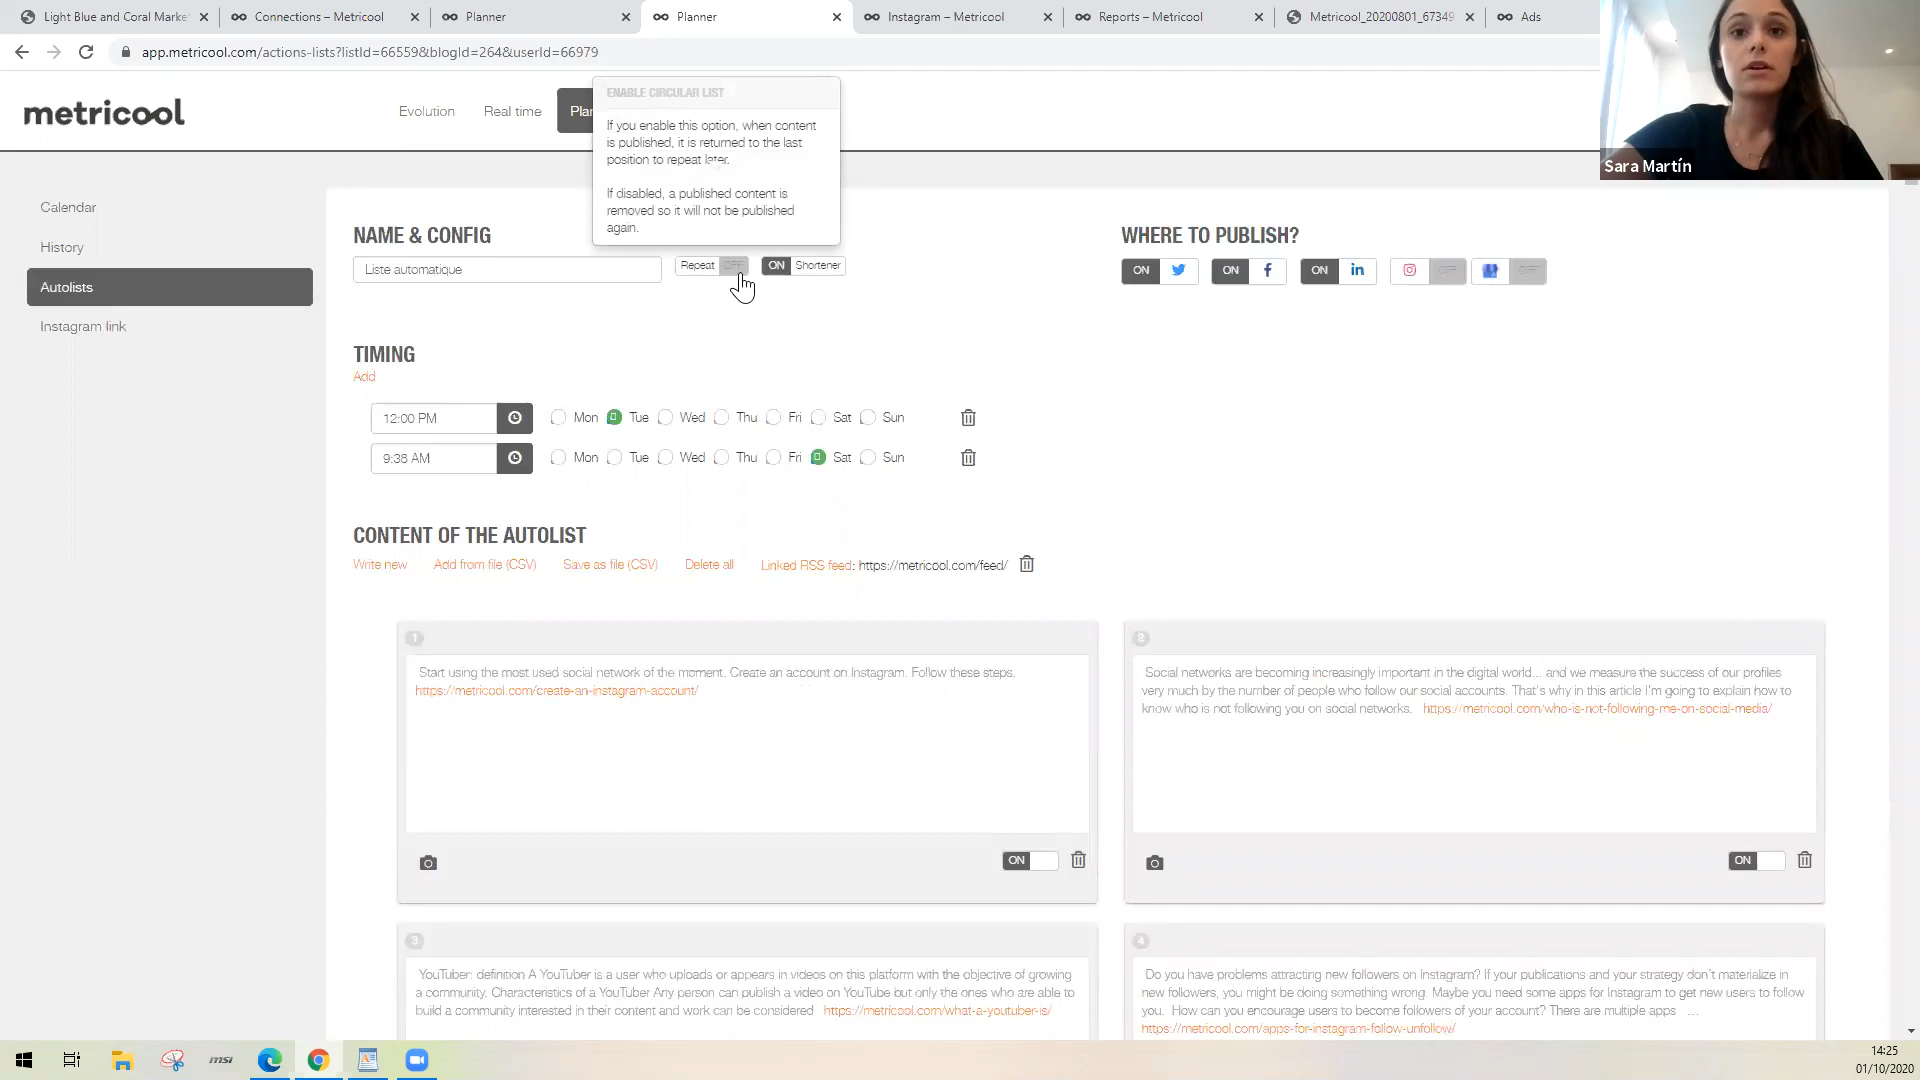 Light Blue and Coral Marke
Connections – Metricool
Planner
Planner
Instagram – Metricool
Reports – Metricool
Metricool_20200801_67349
Ads
app.metricool.com/actions-lists?listId=66559&blogId=264&userId=66979
Sara Martín
metricool
Evolution
Real time
Plan
ENABLE CIRCULAR LIST
If you enable this option, when content
is published, it is returned to the last
position to repeat later.
If disabled, a published content is
removed so it will not be published
again.
Calendar
History
Autolists
Instagram link
NAME & CONFIG
Liste automatique
Repeat OFF
ON Shortener
WHERE TO PUBLISH?
ON
ON
ON in
OFF
OFF
TIMING
Add
12:00 PM Mon Tue Wed Thu Fri Sat Sun
9:38 AM Mon Tue Wed Thu Fri Sat Sun
CONTENT OF THE AUTOLIST
Write new Add from file (CSV) Save as file (CSV) Delete all Linked RSS feed: https://metricool.com/feed/
1
Start using the most used social network of the moment. Create an account on Instagram. Follow these steps.
https://metricool.com/create-an-instagram-account/
ON
2
Social networks are becoming increasingly important in the digital world... and we measure the success of our profiles
very much by the number of people who follow our social accounts. That's why in this article I'm going to explain how to
know who is not following you on social networks. https://metricool.com/who-is-not-following-me-on-social-media/
ON
3
YouTuber: definition A YouTuber is a user who uploads or appears in videos on this platform with the objective of growing
a community. Characteristics of a YouTuber Any person can publish a video on YouTube but only the ones who are able to
build a community interested in their content and work can be considered https://metricool.com/what-a-youtuber-is/
4
Do you have problems attracting new followers on Instagram? If your publications and your strategy don't materialize in
new followers, you might be doing something wrong. Maybe you need some apps for Instagram to get new users to follow
you. How can you encourage users to become followers of your account? There are multiple apps ...
https://metricool.com/apps-for-instagram-follow-unfollow/
msi
14:25
01/10/2020